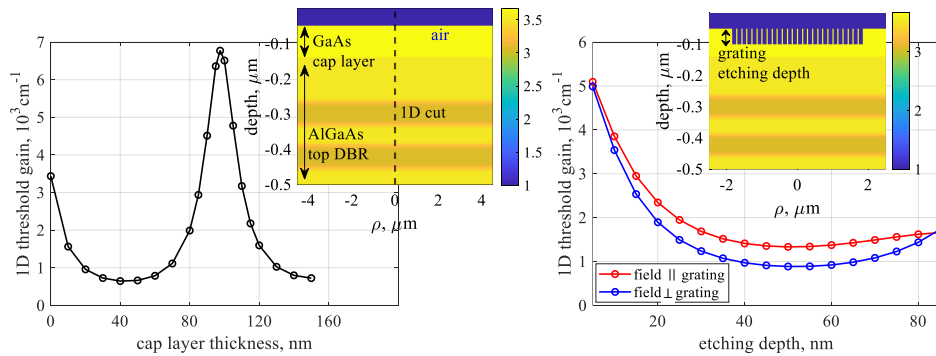 1D threshold gain, 10³ cm⁻¹
7
6
5
4
3
2
1
0
0
40
80
120
160
cap layer thickness, nm
depth, μm
-0.1
-0.2
-0.3
-0.4
-0.5
GaAs
cap layer
air
1D cut
AlGaAs
top DBR
-4
-2
0
2
4
ρ, μm
3.5
3
2.5
2
1.5
1
1D threshold gain, 10³ cm⁻¹
6
5
4
3
2
1
0
20
40
60
80
etching depth, nm
field || grating
field ⊥ grating
depth, μm
-0.1
-0.2
-0.3
-0.4
-0.5
grating
etching depth
-2
0
2
ρ, μm
3
2
1